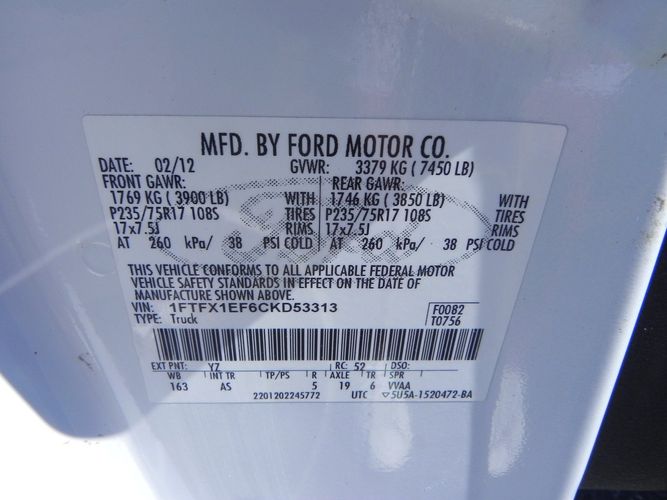 MFD. BY FORD MOTOR CO.
DATE: 02/12 GVWR: 3379 KG ( 7450 LB)
FRONT GAWR: REAR GAWR:
1769 KG ( 3900 LB) WITH 1746 KG ( 3850 LB) WITH
P235/75R17 108S TIRES P235/75R17 108S TIRES
17x7.5J RIMS 17x7.5J RIMS
AT 260 kPa/ 38 PSI COLD AT 260 kPa/ 38 PSI COLD
THIS VEHICLE CONFORMS TO ALL APPLICABLE FEDERAL MOTOR
VEHICLE SAFETY STANDARDS IN EFFECT ON THE DATE OF
MANUFACTURE SHOWN ABOVE.
VIN: 1FTFX1EF6CKD53313 F0082
TYPE: Truck T0756
EXT PNT: YZ RC: 52 DSO:
WB INT TR TP/PS R AXLE TR SPR
163 AS 5 19 6 VVAA
2201202245772 UTC ▽5U5A-1520472-BA